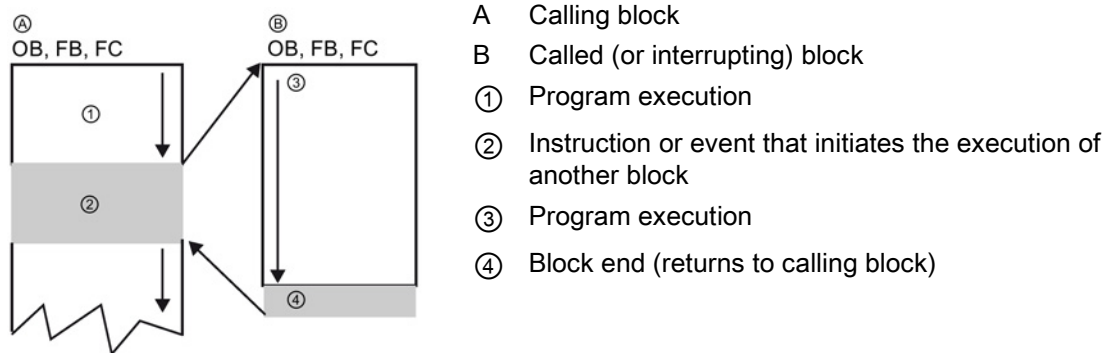 Ⓐ
OB, FB, FC
①
②
Ⓑ
OB, FB, FC
③
④
A Calling block
B Called (or interrupting) block
① Program execution
② Instruction or event that initiates the execution of
another block
③ Program execution
④ Block end (returns to calling block)